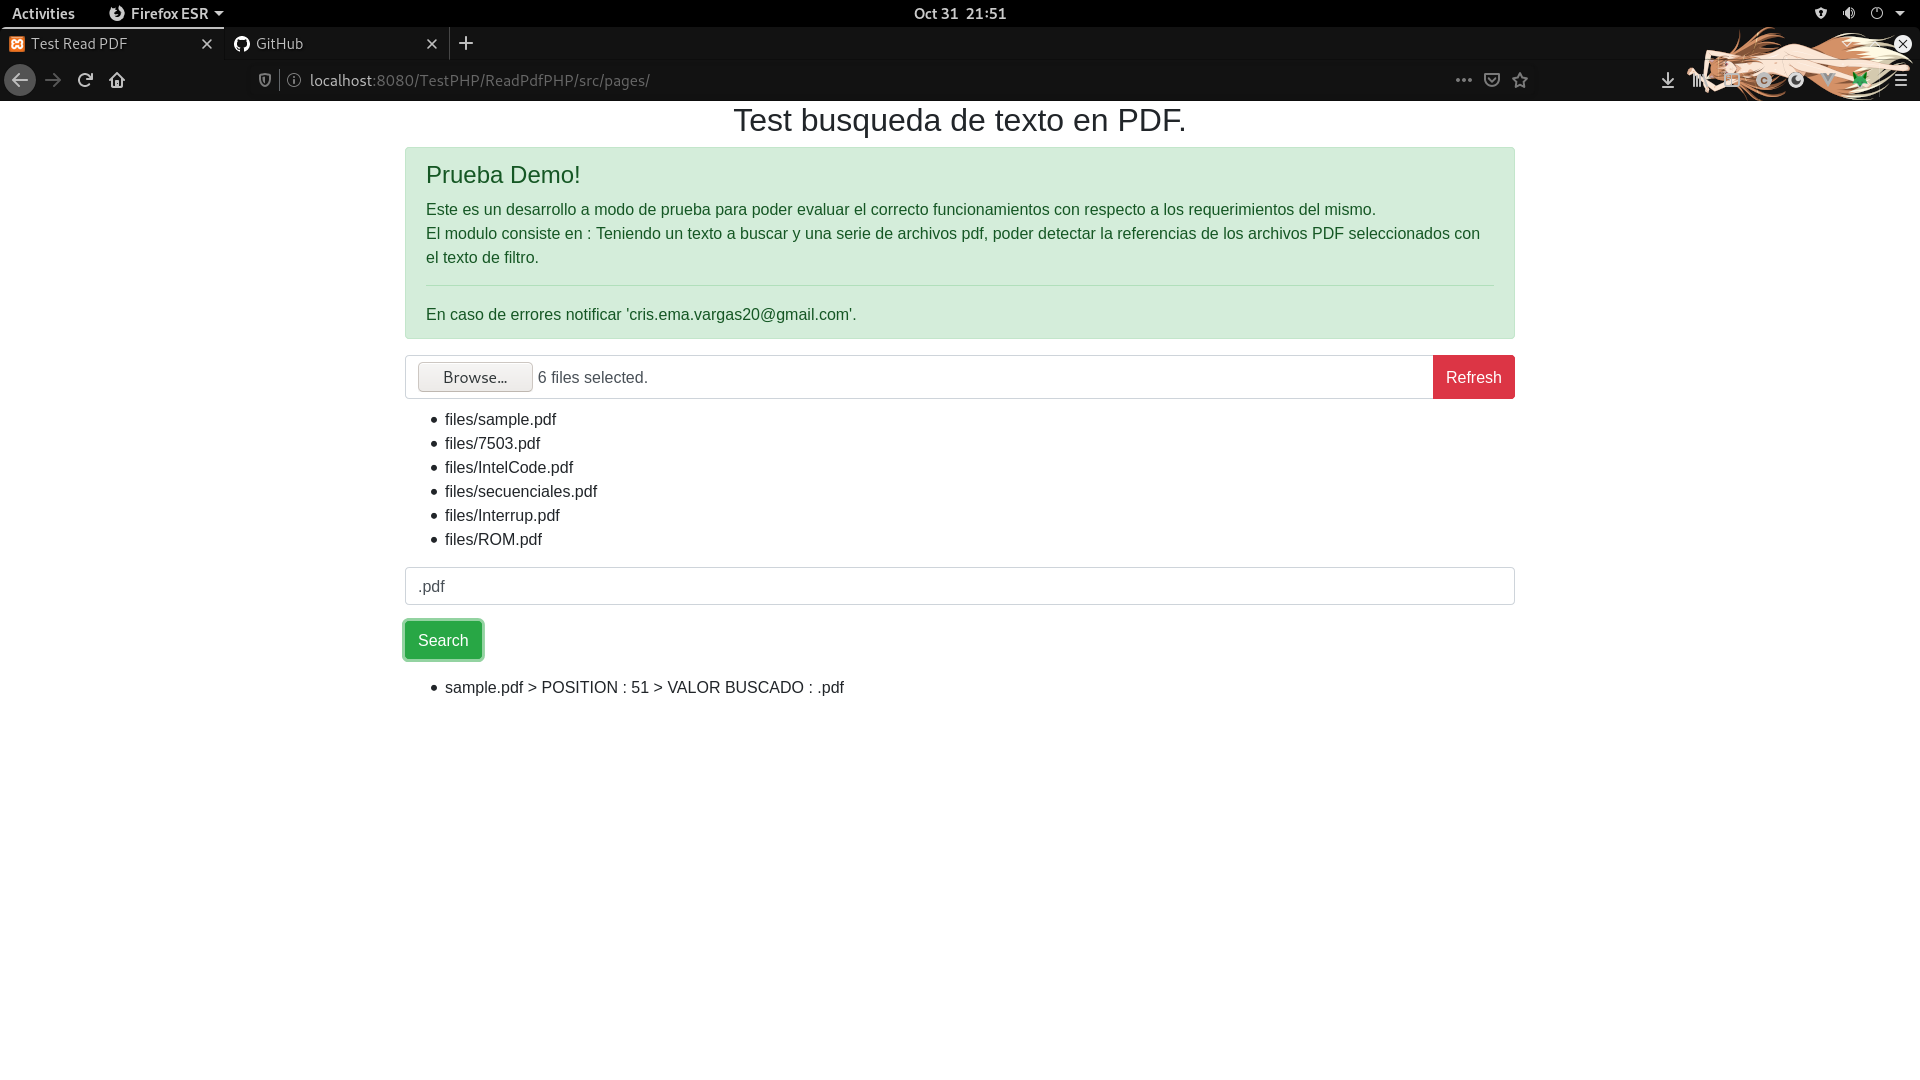 Activities Firefox ESR Oct 31 21:51
Test Read PDF GitHub
localhost:8080/TestPHP/ReadPdfPHP/src/pages/
Test busqueda de texto en PDF.
Prueba Demo!
Este es un desarrollo a modo de prueba para poder evaluar el correcto funcionamientos con respecto a los requerimientos del mismo.
El modulo consiste en : Teniendo un texto a buscar y una serie de archivos pdf, poder detectar la referencias de los archivos PDF seleccionados con
el texto de filtro.
En caso de errores notificar 'cris.ema.vargas20@gmail.com'.
Browse... 6 files selected. Refresh
files/sample.pdf
files/7503.pdf
files/IntelCode.pdf
files/secuenciales.pdf
files/Interrup.pdf
files/ROM.pdf
.pdf
Search
sample.pdf > POSITION : 51 > VALOR BUSCADO : .pdf